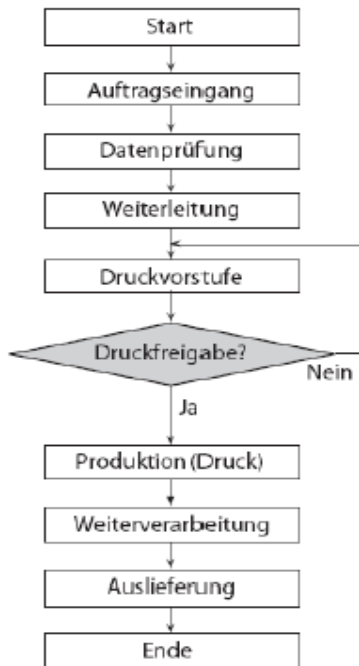 Start
Auftragseingang
Datenprüfung
Weiterleitung
Druckvorstufe
Druckfreigabe?
Nein
Ja
Produktion (Druck)
Weiterverarbeitung
Auslieferung
Ende